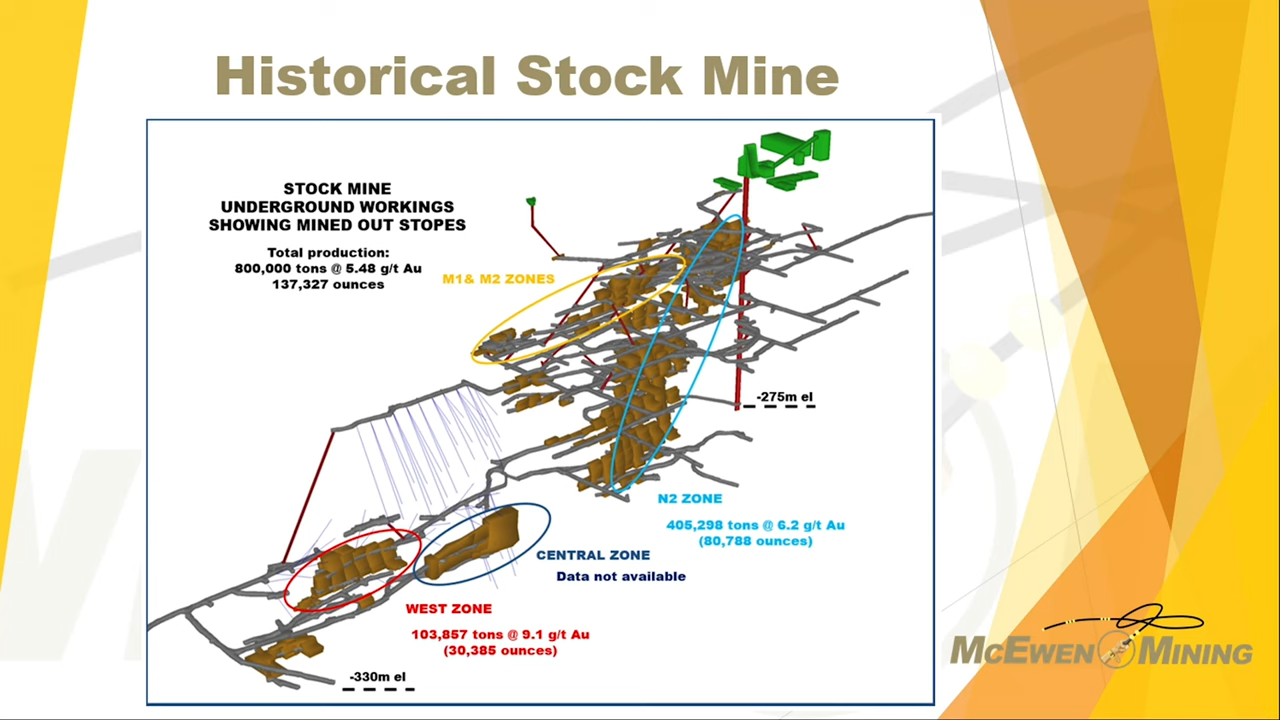 Historical Stock Mine
STOCK MINE
UNDERGROUND WORKINGS
SHOWING MINED OUT STOPES
Total production:
800,000 tons @ 5.48 g/t Au
137,327 ounces
M1& M2 ZONES
-275m el
N2 ZONE
405,298 tons @ 6.2 g/t Au
(80,788 ounces)
CENTRAL ZONE
Data not available
WEST ZONE
103,857 tons @ 9.1 g/t Au
(30,385 ounces)
-330m el
MCEWEN MINING